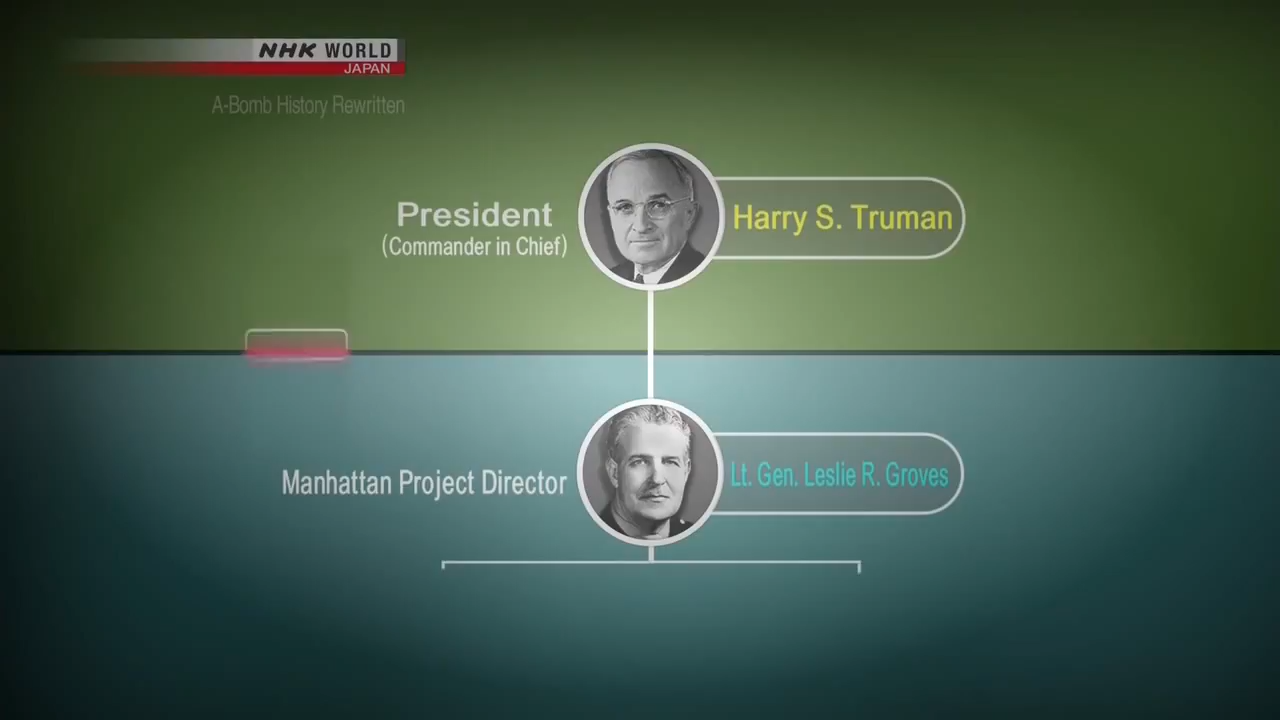 NHK WORLD
JAPAN
A-Bomb History Rewritten
President
(Commander in Chief)
Harry S. Truman
Manhattan Project Director
Lt. Gen. Leslie R. Groves